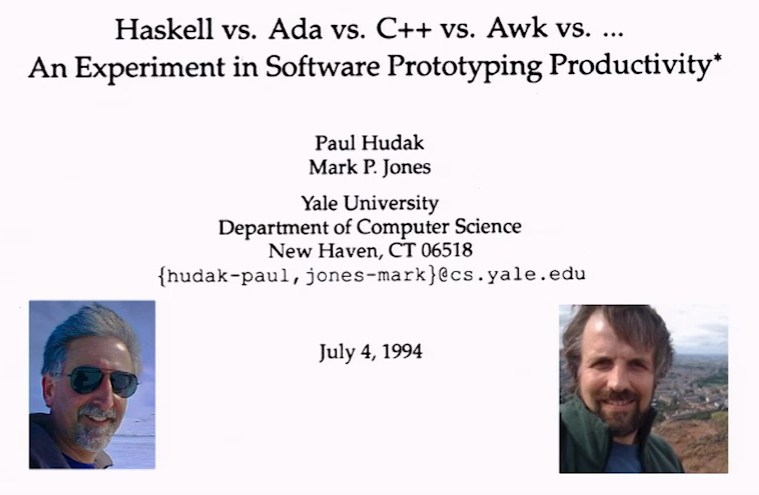 Haskell vs. Ada vs. C++ vs. Awk vs. ...
An Experiment in Software Prototyping Productivity*
Paul Hudak
Mark P. Jones
Yale University
Department of Computer Science
New Haven, CT 06518
{hudak-paul,jones-mark}@cs.yale.edu
July 4, 1994